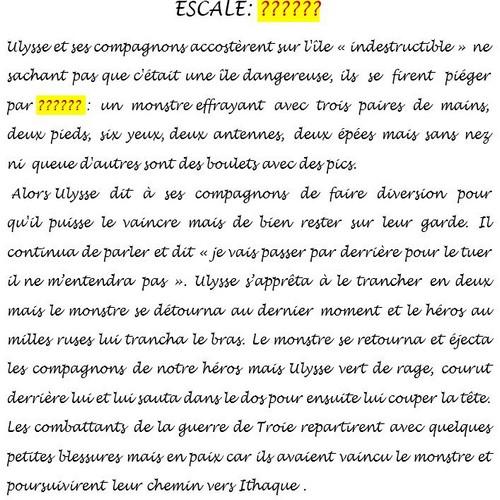 ESCALE: ??????
Ulysse et ses compagnons accostèrent sur l'île « indestructible » ne
sachant pas que c'était une île dangereuse, ils se firent piéger
par ?????? : un monstre effrayant avec trois paires de mains,
deux pieds, six yeux, deux antennes, deux épées mais sans nez
ni queue d'autres sont des boulets avec des pics.
Alors Ulysse dit à ses compagnons de faire diversion pour
qu'il puisse le vaincre mais de bien rester sur leur garde. Il
continua de parler et dit « je vais passer par derrière pour le tuer
il ne m'entendra pas ». Ulysse s'apprêta à le trancher en deux
mais le monstre se détourna au dernier moment et le héros au
milles ruses lui trancha le bras. Le monstre se retourna et éjecta
les compagnons de notre héros mais Ulysse vert de rage, courut
derrière lui et lui sauta dans le dos pour ensuite lui couper la tête.
Les combattants de la guerre de Troie repartirent avec quelques
petites blessures mais en paix car ils avaient vaincu le monstre et
poursuivirent leur chemin vers Ithaque .